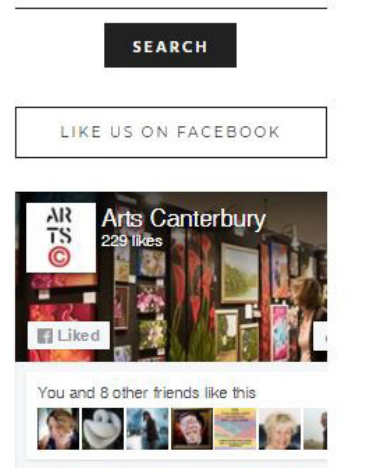 SEARCH
LIKE US ON FACEBOOK
AR
TS
©
Arts Canterbury
229 likes
Liked
You and 8 other friends like this